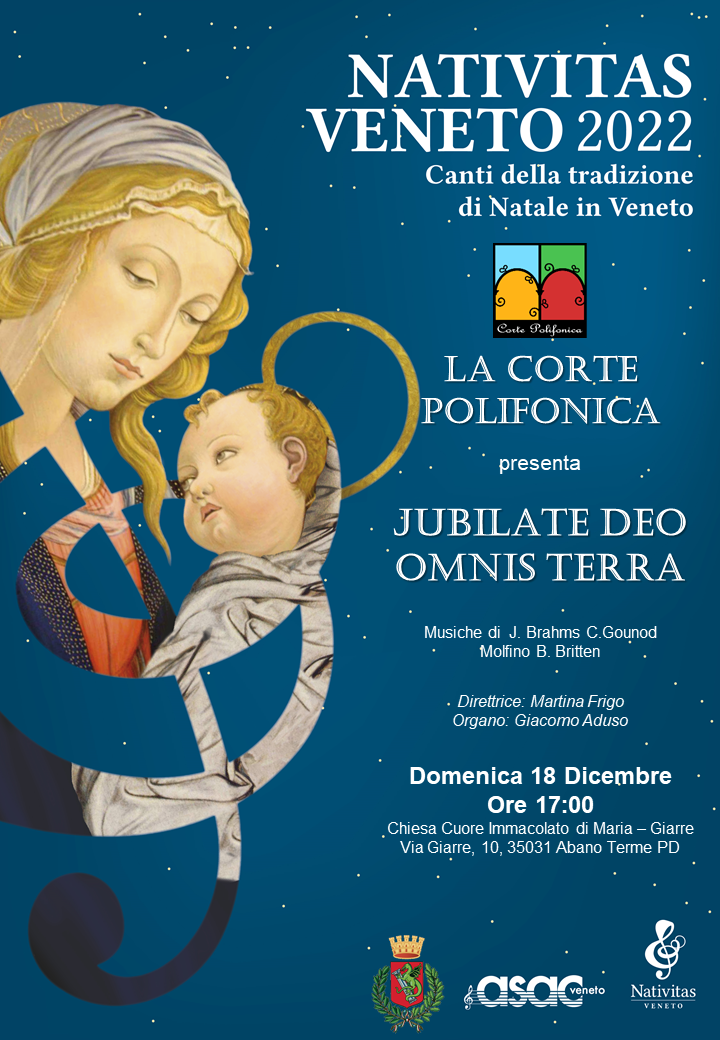 NATIVITAS
VENETO 2022
Canti della tradizione
di Natale in Veneto
Corte Polifonica
LA CORTE
POLIFONICA
presenta
JUBILATE DEO
OMNIS TERRA
Musiche di J. Brahms C.Gounod
Molfino B. Britten
Direttrice: Martina Frigo
Organo: Giacomo Aduso
Domenica 18 Dicembre
Ore 17:00
Chiesa Cuore Immacolato di Maria – Giarre
Via Giarre, 10, 35031 Abano Terme PD
asac veneto
Nativitas
VENETO